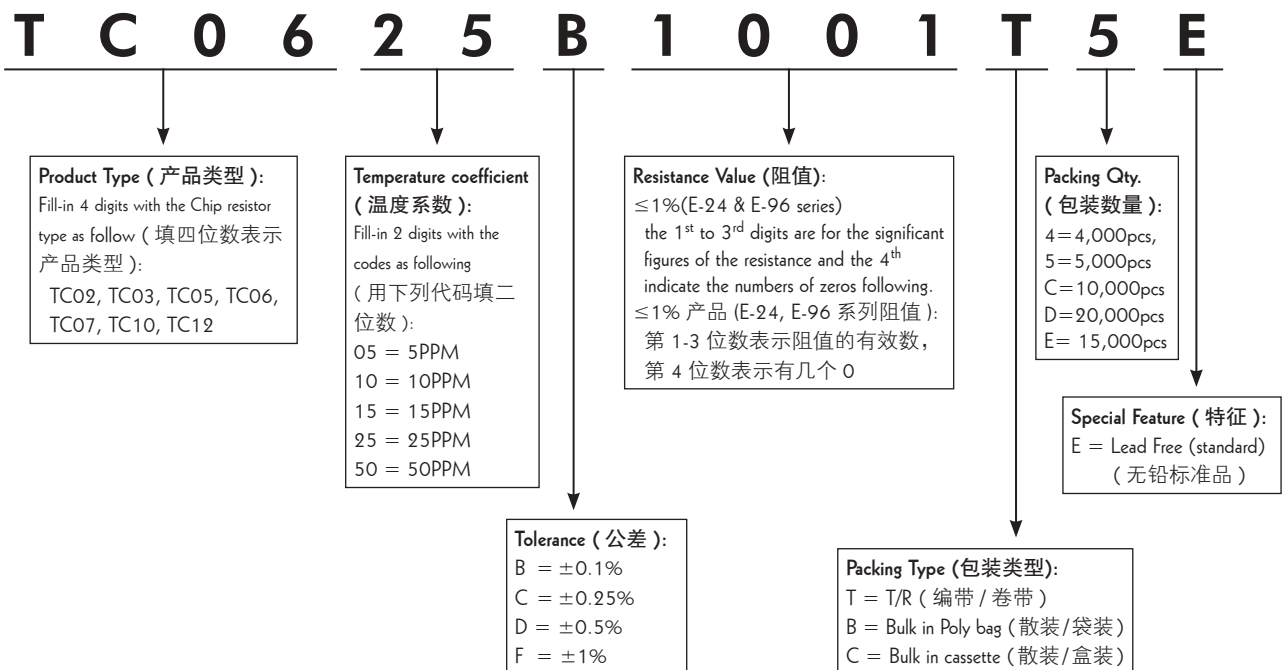 T C 0 6 2 5 B 1 0 0 1 T 5 E
Product Type ( 产品类型 ):
Fill-in 4 digits with the Chip resistor
type as follow ( 填四位数表示
产品类型 ):
TC02, TC03, TC05, TC06,
TC07, TC10, TC12
Temperature coefficient
( 温度系数 ):
Fill-in 2 digits with the
codes as following
( 用下列代码填二
位数 ):
05 = 5PPM
10 = 10PPM
15 = 15PPM
25 = 25PPM
50 = 50PPM
Tolerance ( 公差 ):
B = ±0.1%
C = ±0.25%
D = ±0.5%
F = ±1%
Resistance Value (阻值):
≤1%(E-24 & E-96 series)
the 1st to 3rd digits are for the significant
figures of the resistance and the 4th
indicate the numbers of zeros following.
≤1% 产品 (E-24, E-96 系列阻值 ):
第 1-3 位数表示阻值的有效数，
第 4 位数表示有几个 0
Packing Type (包装类型):
T = T/R ( 编带 / 卷带 )
B = Bulk in Poly bag ( 散装/袋装 )
C = Bulk in cassette ( 散装/盒装 )
Packing Qty.
( 包装数量 ):
4=4,000pcs,
5=5,000pcs
C=10,000pcs
D=20,000pcs
E= 15,000pcs
Special Feature ( 特征 ):
E = Lead Free (standard)
( 无铅标准品 )